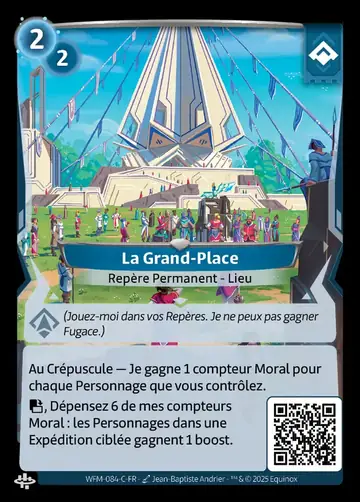 2
2
La Grand-Place
Repère Permanent - Lieu
(Jouez-moi dans vos Repères. Je ne peux pas gagner
Fugace.)
Au Crépuscule — Je gagne 1 compteur Moral pour
chaque Personnage que vous contrôlez.
, Dépensez 6 de mes compteurs
Moral : les Personnages dans une
Expédition ciblée gagnent 1 boost.
WFM-084-C-FR - Jean-Baptiste Andrier - ™ & © 2025 Equinox